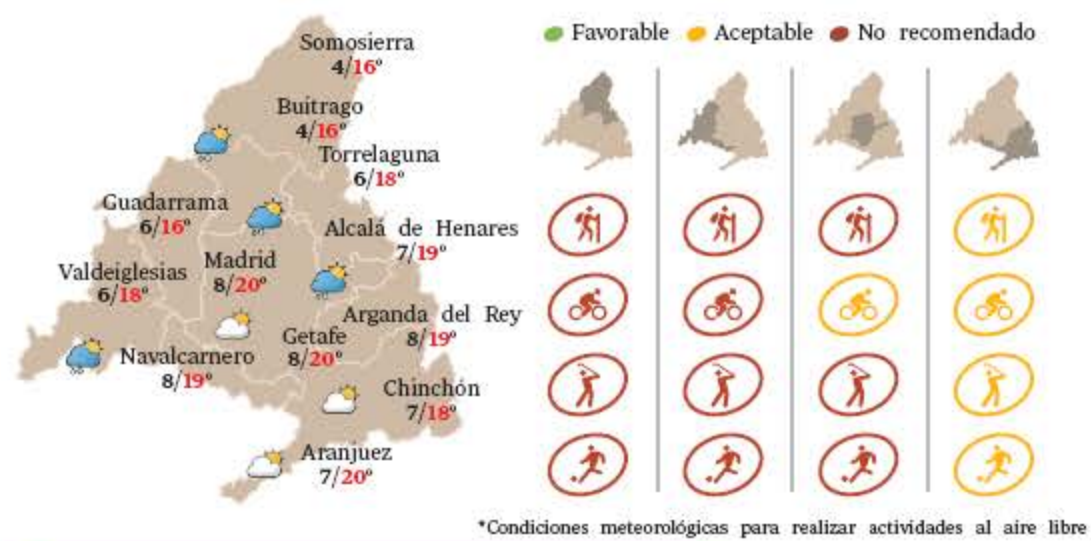 Somosierra
4/16º
Buitrago
4/16º
Torrelaguna
6/18º
Guadarrama
6/16º
Alcalá de Henares
7/19º
Valdeiglesias
6/18º
Madrid
8/20º
Arganda del Rey
8/19º
Getafe
8/20º
Navalcarnero
8/19º
Chinchón
7/18º
Aranjuez
7/20º
Favorable Aceptable No recomendado
*Condiciones meteorológicas para realizar actividades al aire libre